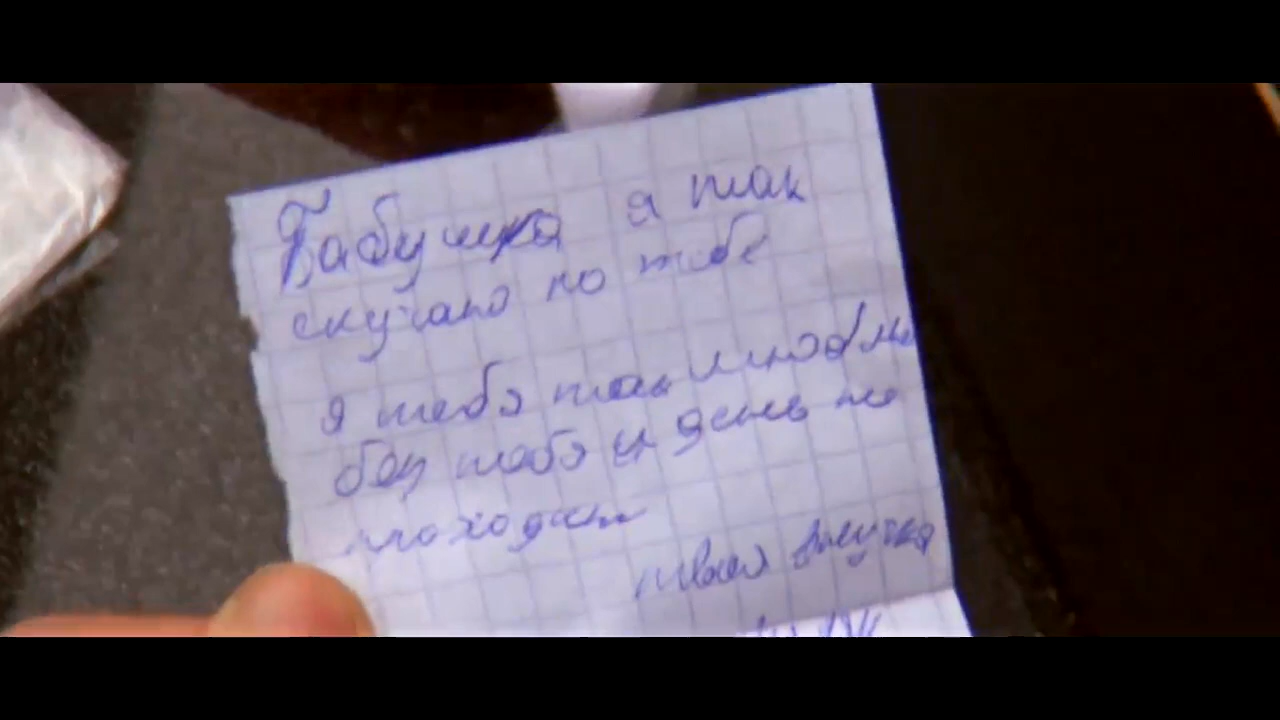 Бабушка я так
скучаю по тебе
я тебя так люблю
без тебя и день не
проходит
твоя внучка